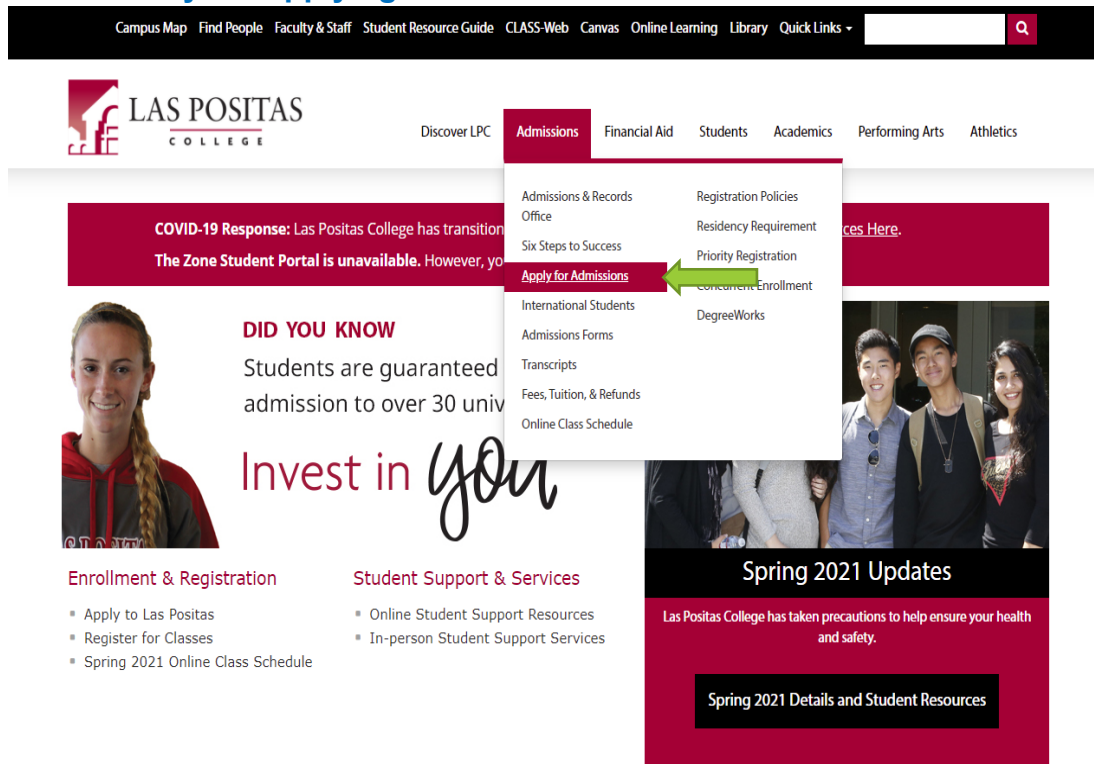 Campus Map Find People Faculty & Staff Student Resource Guide CLASS-Web Canvas Online Learning Library Quick Links
LAS POSITAS
COLLEGE
Discover LPC Admissions Financial Aid Students Academics Performing Arts Athletics
Admissions & Records
Office
Six Steps to Success
Apply for Admissions
International Students
Admissions Forms
Transcripts
Fees, Tuition, & Refunds
Online Class Schedule
Registration Policies
Residency Requirement
Priority Registration
Concurrent Enrollment
DegreeWorks
COVID-19 Response: Las Positas College has transition ces Here.
The Zone Student Portal is unavailable. However, yo
DID YOU KNOW
Students are guaranteed
admission to over 30 univ
Invest in you
Enrollment & Registration
Apply to Las Positas
Register for Classes
Spring 2021 Online Class Schedule
Student Support & Services
Online Student Support Resources
In-person Student Support Services
Spring 2021 Updates
Las Positas College has taken precautions to help ensure your health
and safety.
Spring 2021 Details and Student Resources